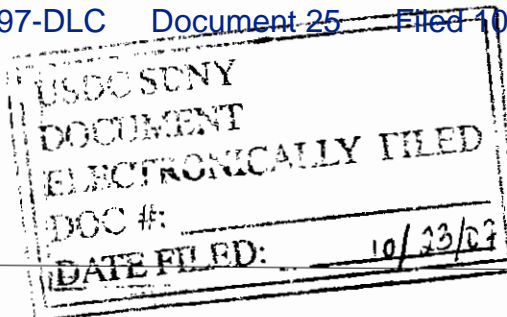 97-DLC Document 25 Filed 10
USDC SDNY
DOCUMENT
ELECTRONICALLY FILED
DOC #:
DATE FILED: 10/23/07